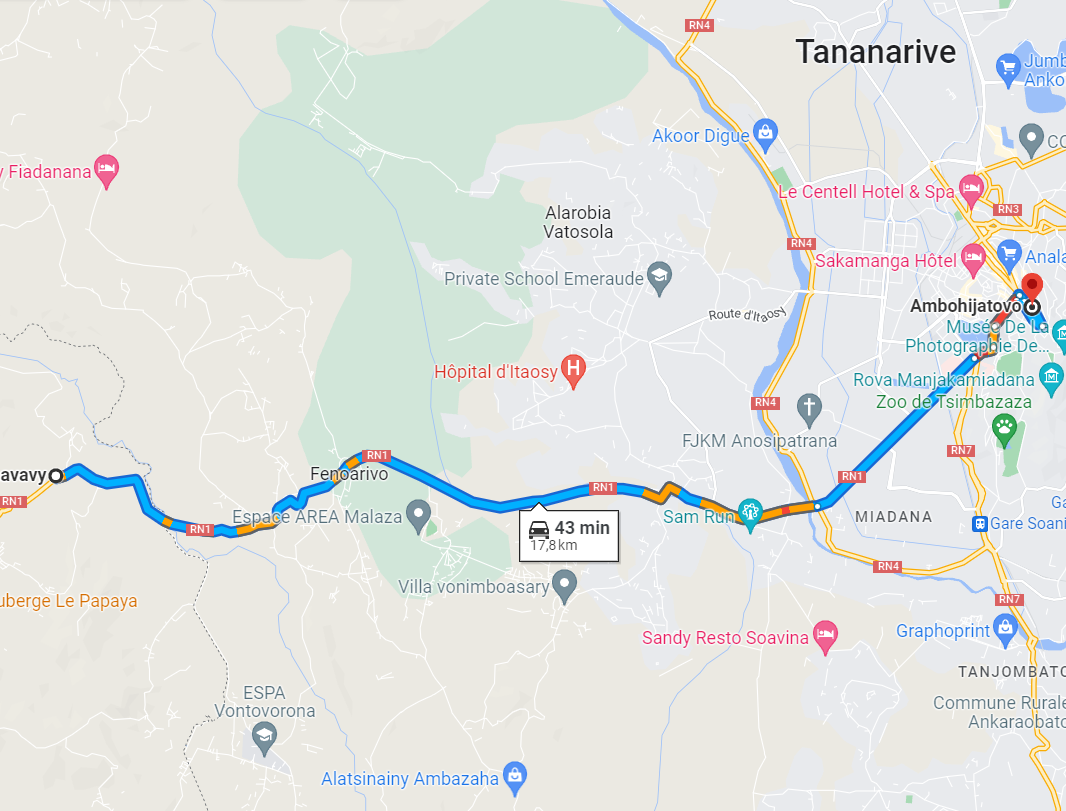 RN4
Tananarive
Jumb
Anko
Akoor Digue
CO
y Fiadanana
Le Centell Hotel & Spa
RN3
Alarobia
Vatosola
RN4
Sakamanga Hôtel
Anala
Private School Emeraude
Route d'Itaosy
Ambohijatovo
Musée De La
Photographie De...
Hôpital d'Itaosy
Rova Manjakamiadana
RN4
Zoo de Tsimbazaza
FJKM Anosipatrana
RN7
RN1
Fenoarivo
avavy
RN1
RN1
RN1
Ga
Espace AREA Malaza
Sam Run
MIADANA
Gare Soani
RN1
43 min
17,8 km
RN4
Villa vonimboasary
uberge Le Papaya
RN7
Graphoprint
Sandy Resto Soavina
TANJOMBATO
ESPA
Vontovorona
Commune Rurale
Ankaraobato
Alatsinainy Ambazaha